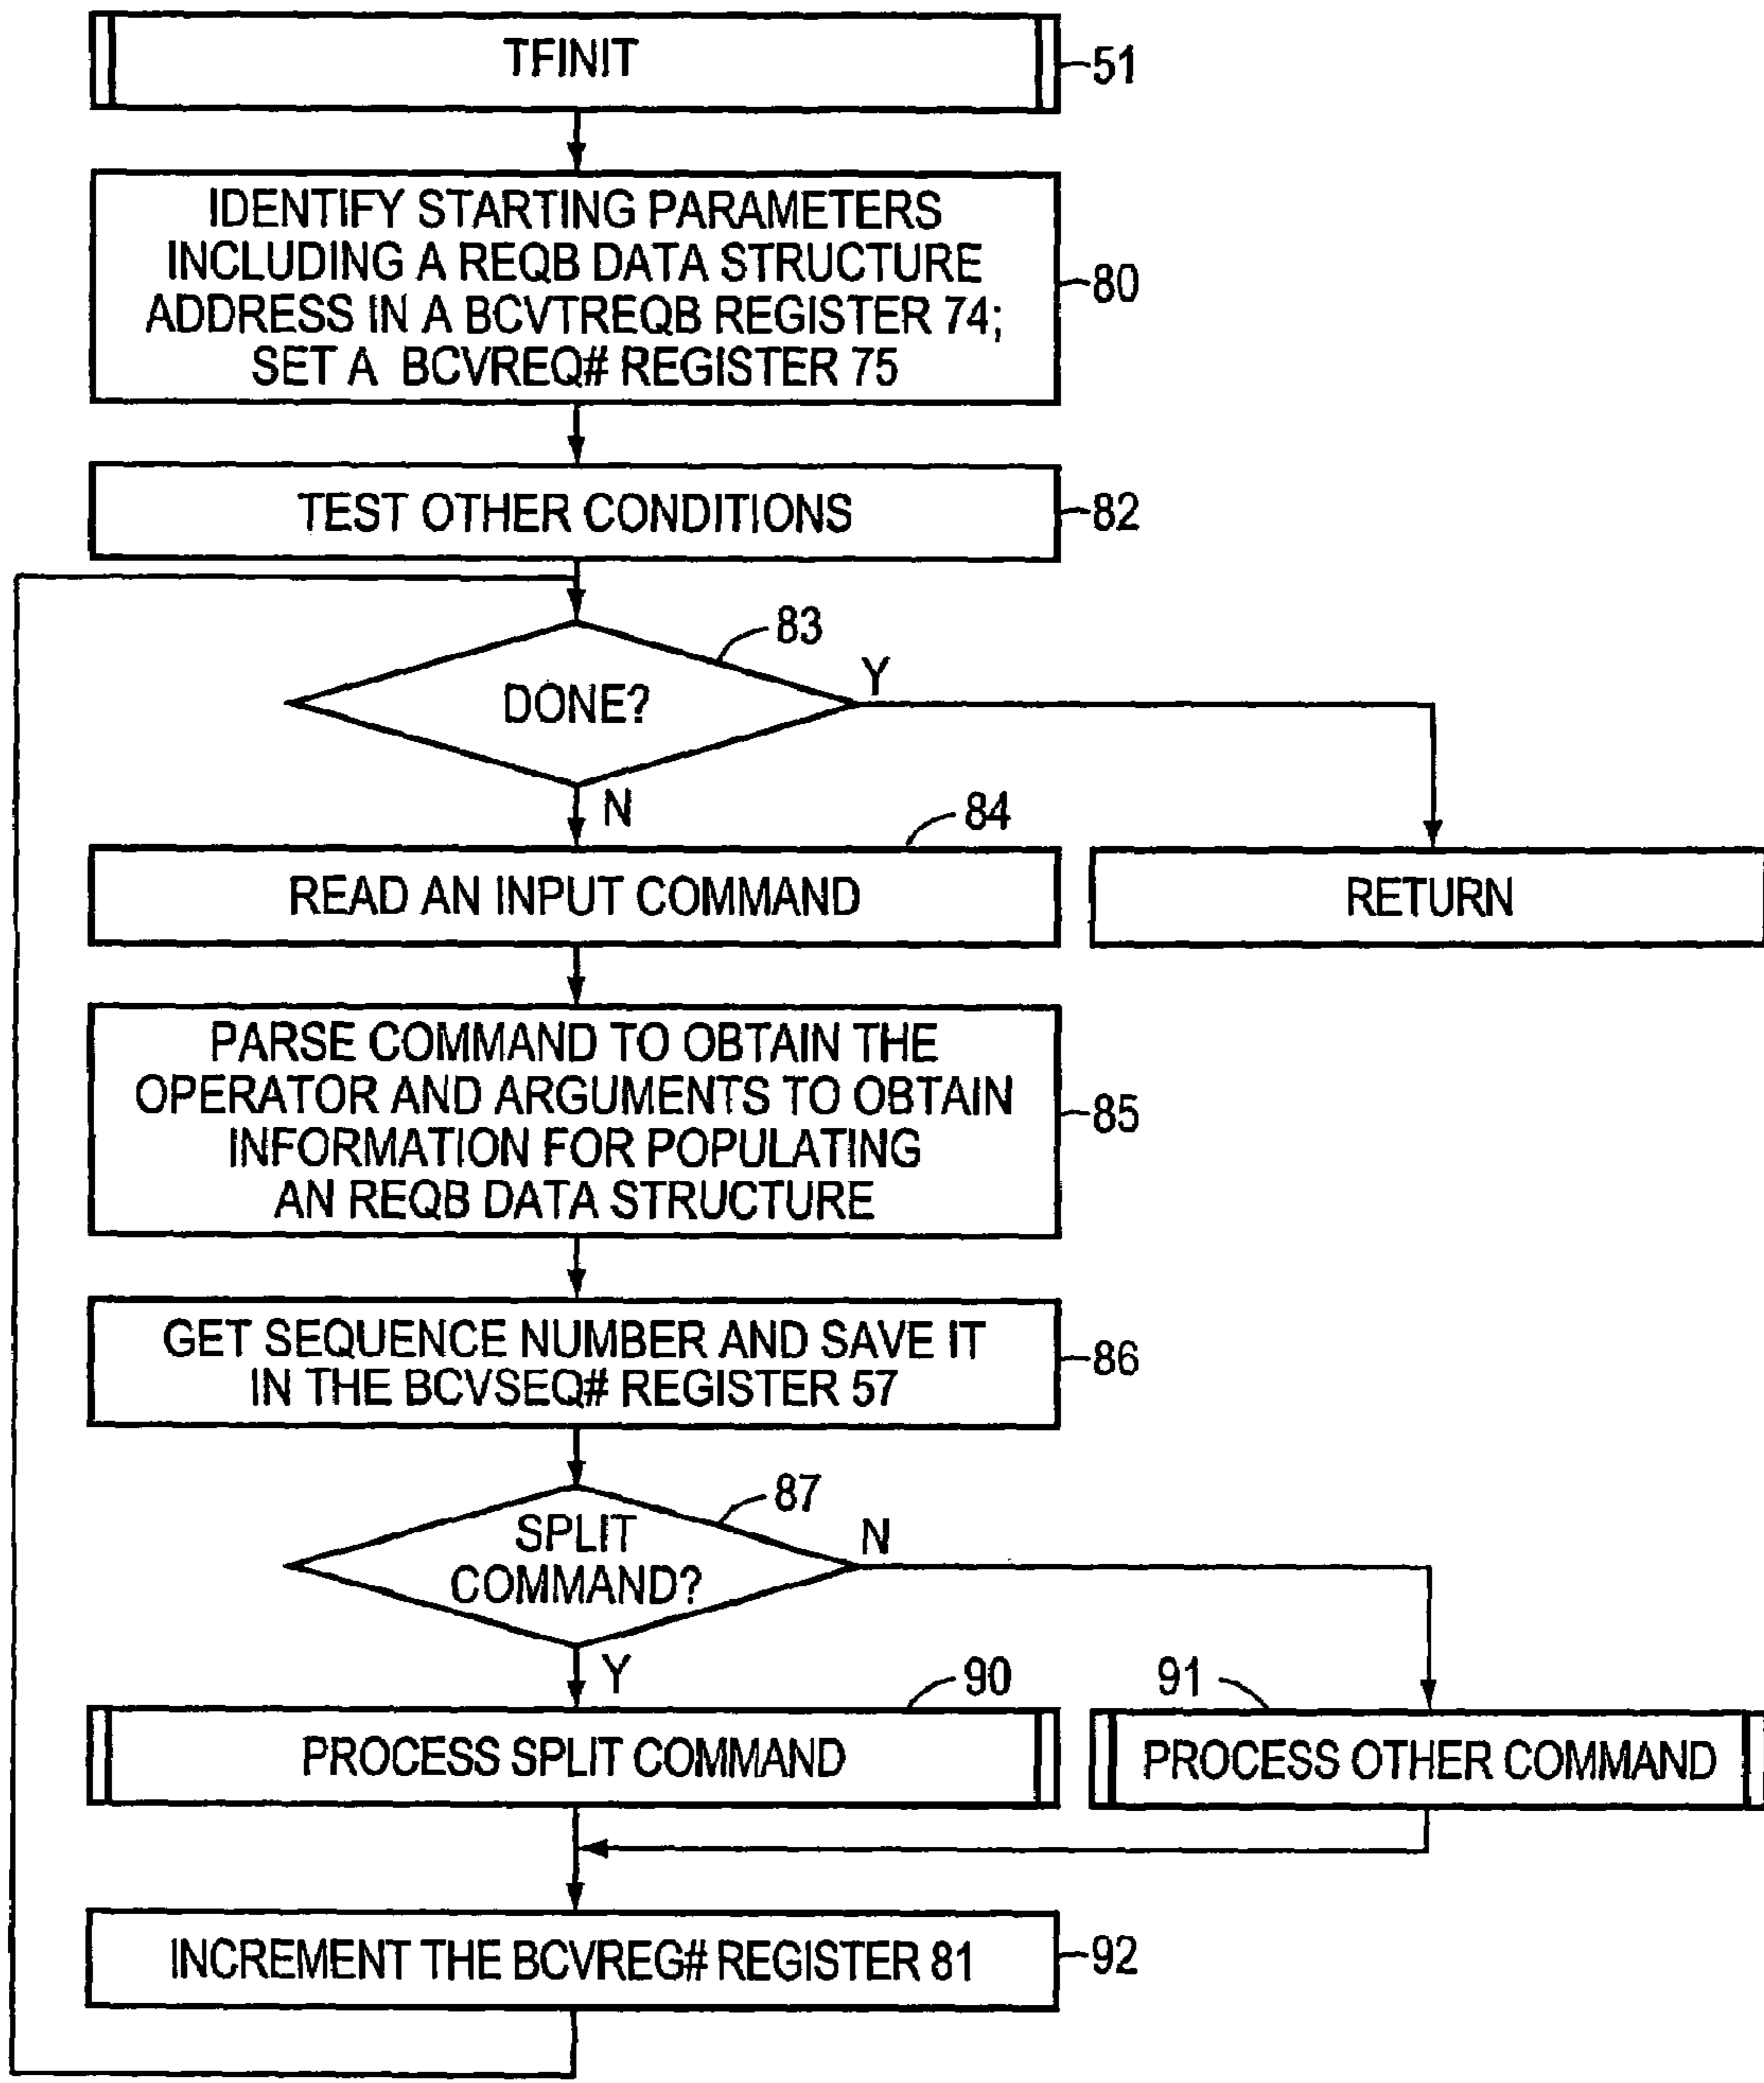 TFINIT
51
IDENTIFY STARTING PARAMETERS
INCLUDING A REQB DATA STRUCTURE
ADDRESS IN A BCVTREQB REGISTER 74;
SET A BCVREQ# REGISTER 75
80
TEST OTHER CONDITIONS
82
83
DONE?
Y
N
84
READ AN INPUT COMMAND
RETURN
PARSE COMMAND TO OBTAIN THE
OPERATOR AND ARGUMENTS TO OBTAIN
INFORMATION FOR POPULATING
AN REQB DATA STRUCTURE
85
GET SEQUENCE NUMBER AND SAVE IT
IN THE BCVSEQ# REGISTER 57
86
87
SPLIT
COMMAND?
N
Y
90
91
PROCESS SPLIT COMMAND
PROCESS OTHER COMMAND
INCREMENT THE BCVREG# REGISTER 81
92